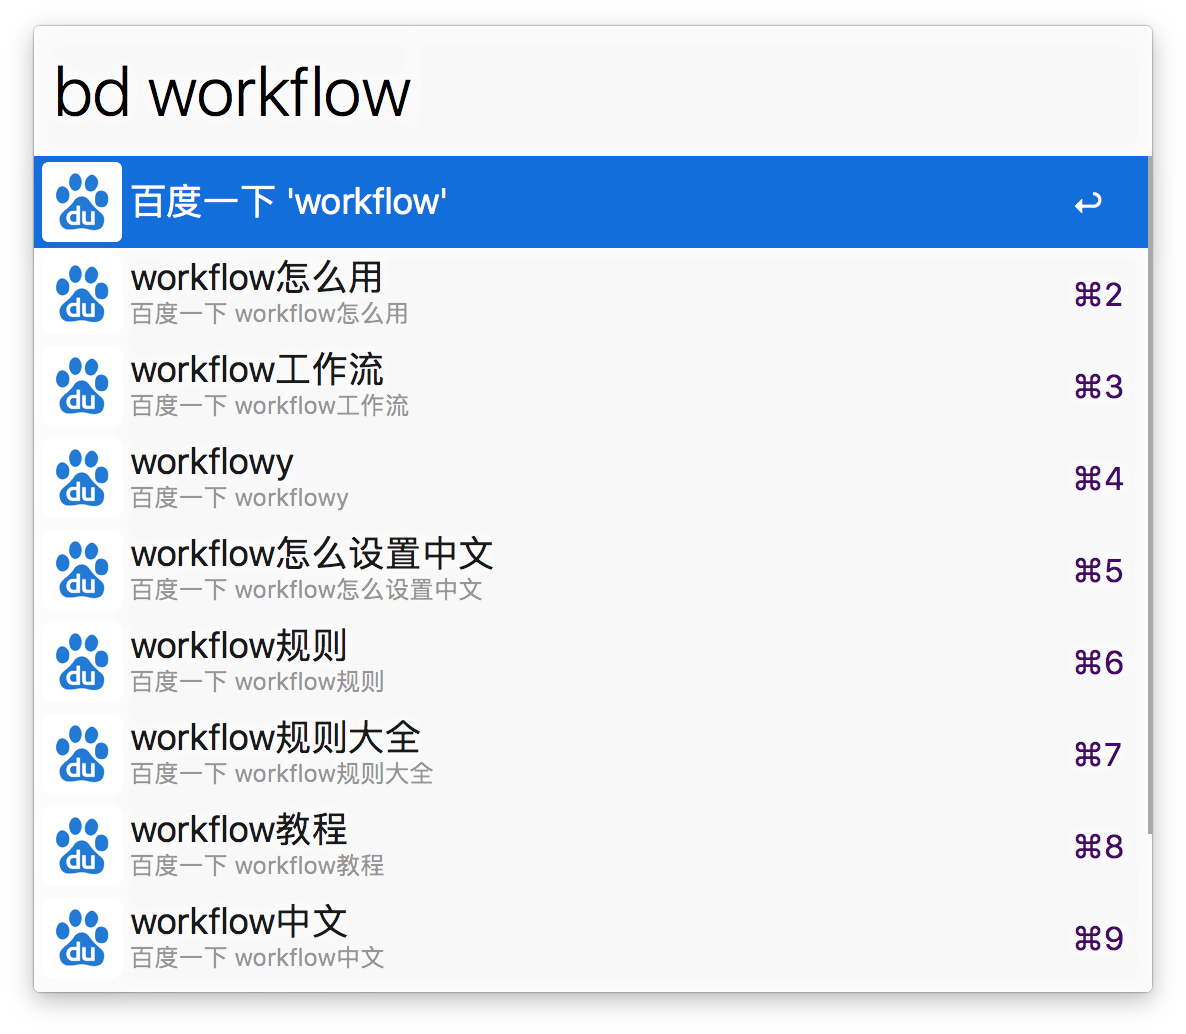 bd workflow
du 百度一下 'workflow' ↩
du workflow怎么用 ⌘2
百度一下 workflow怎么用
du workflow工作流 ⌘3
百度一下 workflow工作流
du workflowy ⌘4
百度一下 workflowy
du workflow怎么设置中文 ⌘5
百度一下 workflow怎么设置中文
du workflow规则 ⌘6
百度一下 workflow规则
du workflow规则大全 ⌘7
百度一下 workflow规则大全
du workflow教程 ⌘8
百度一下 workflow教程
du workflow中文 ⌘9
百度一下 workflow中文